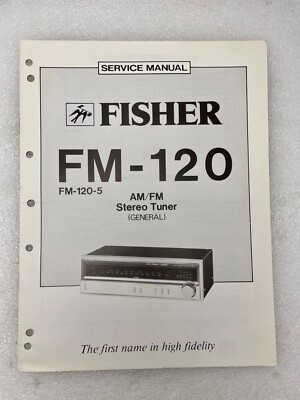 SERVICE MANUAL
FISHER
FM-120
FM-120-5
AM/FM
Stereo Tuner
(GENERAL)
The first name in high fidelity